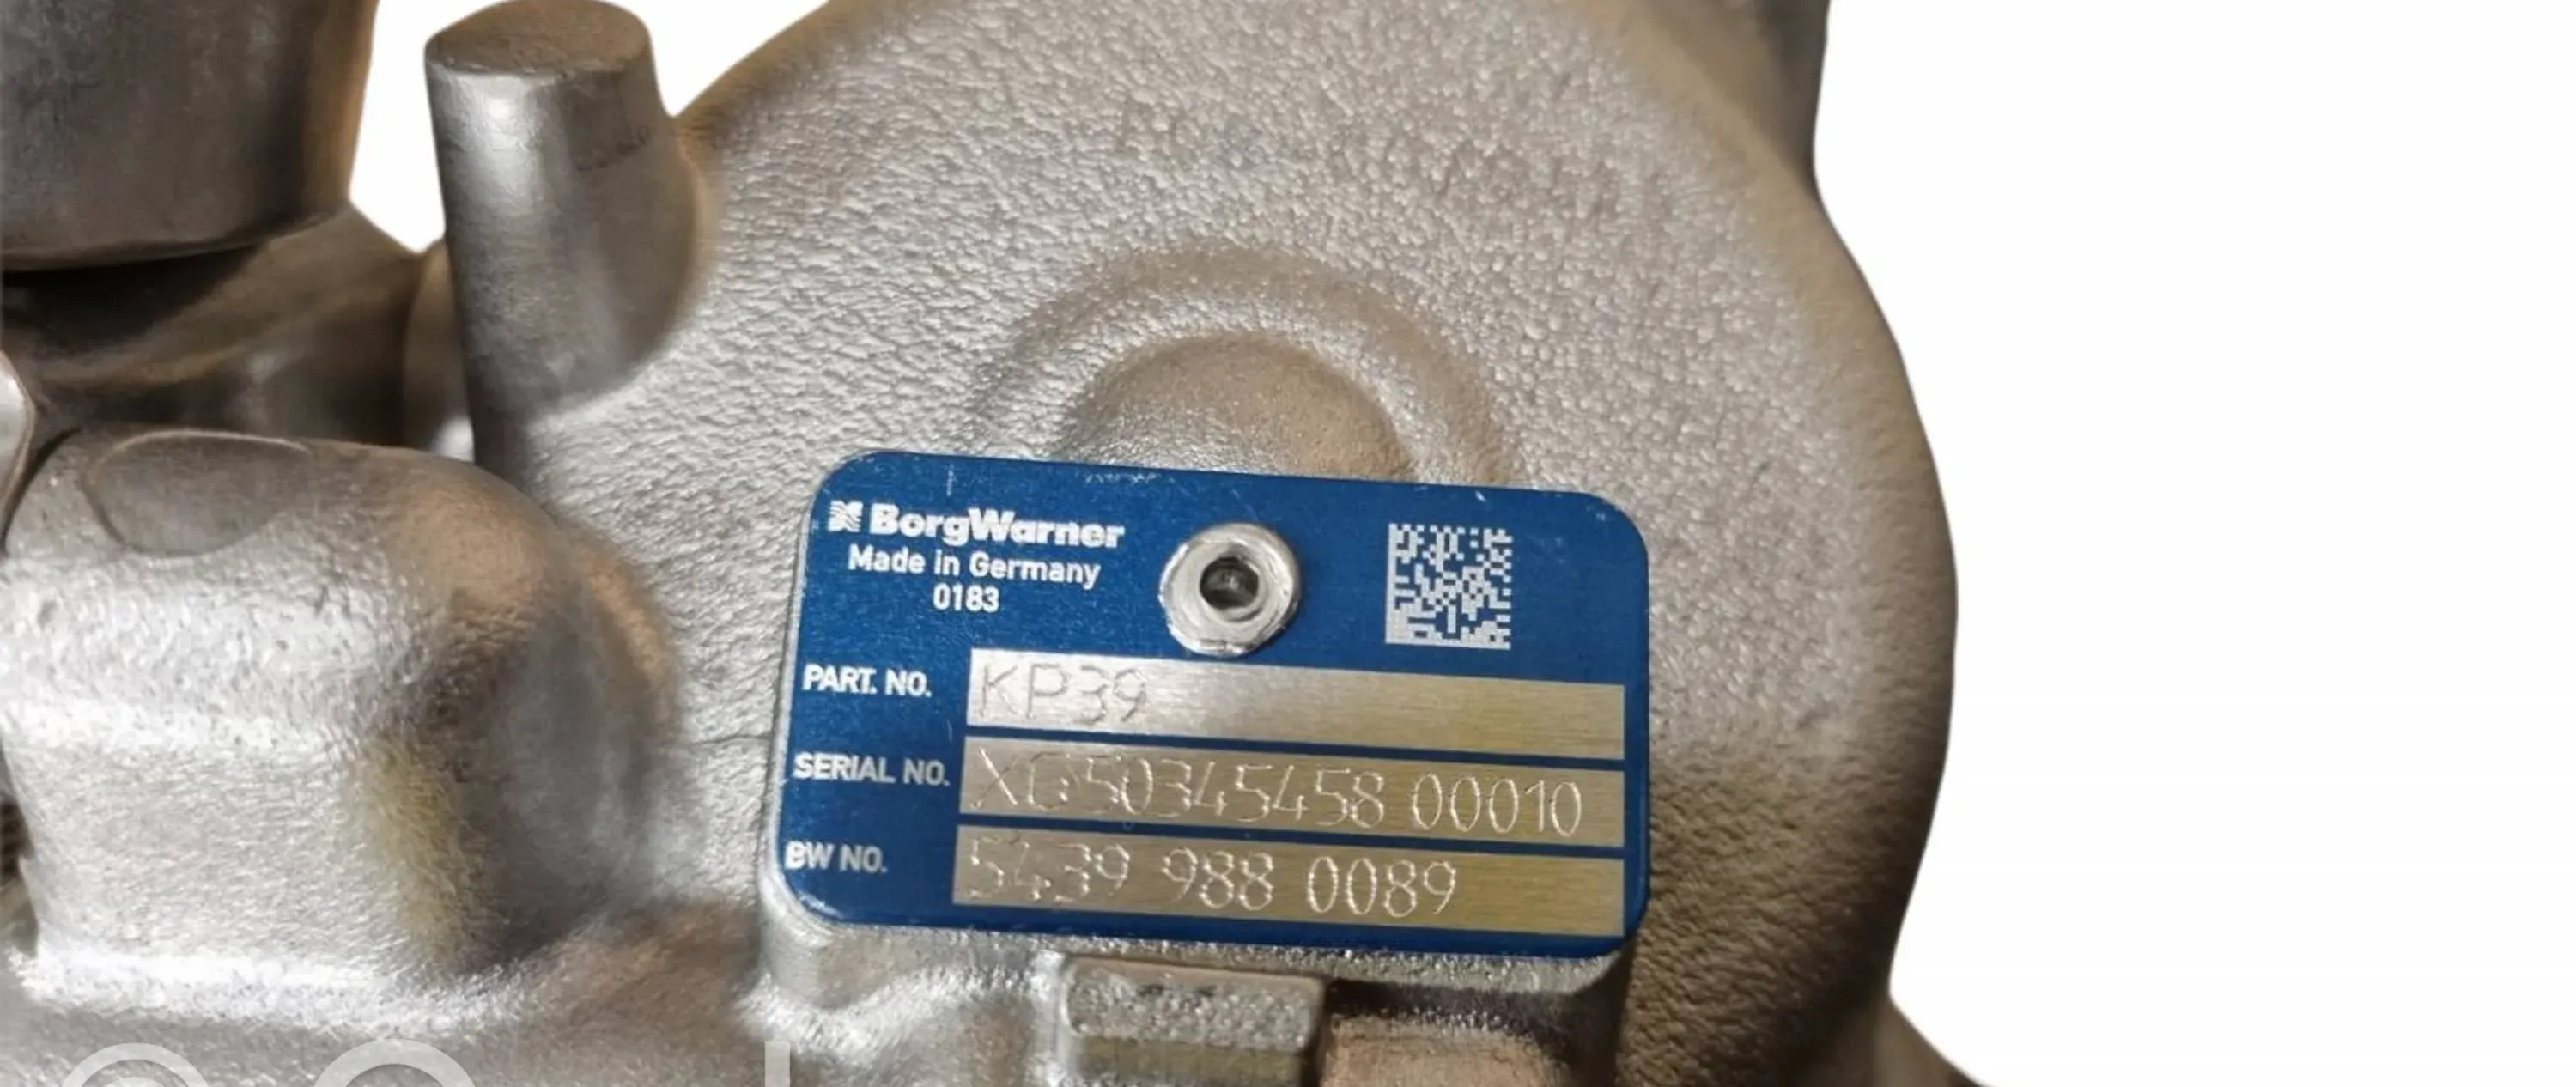 BorgWarner
Made in Germany
0183
PART. NO. KP39
SERIAL NO. XG50345458 00010
BW NO. 5439 988 0089